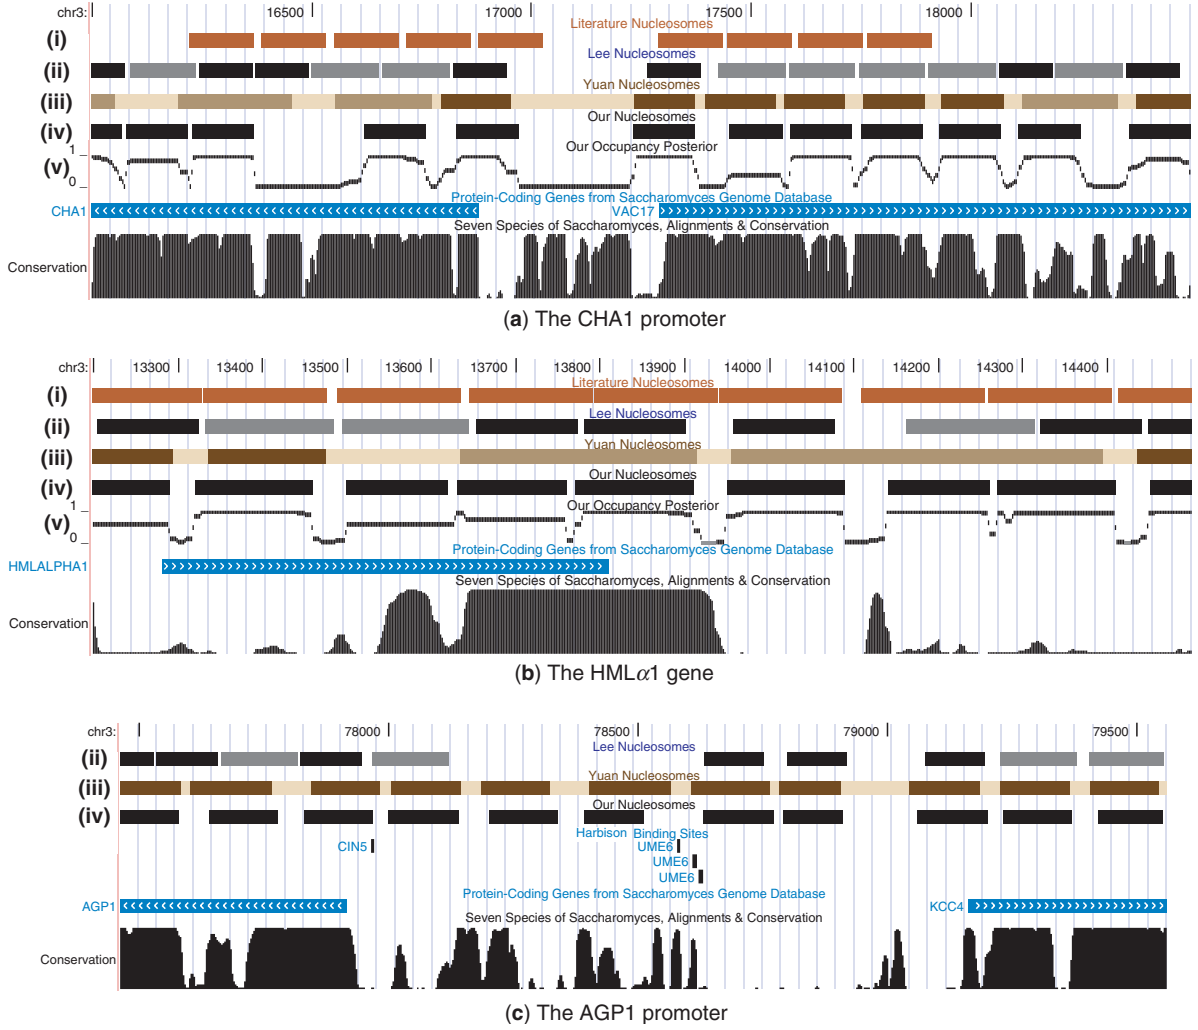 chr3: 16500 17000 17500 18000
Literature Nucleosomes
(i)
Lee Nucleosomes
(ii)
Yuan Nucleosomes
(iii)
Our Nucleosomes
(iv)
Our Occupancy Posterior
1
(v)
0
Protein-Coding Genes from Saccharomyces Genome Database
CHA1 VAC17
Seven Species of Saccharomyces, Alignments & Conservation
Conservation
(a) The CHA1 promoter
chr3: 13300 13400 13500 13600 13700 13800 13900 14000 14100 14200 14300 14400
Literature Nucleosomes
(i)
Lee Nucleosomes
(ii)
Yuan Nucleosomes
(iii)
Our Nucleosomes
(iv)
Our Occupancy Posterior
1
(v)
0
Protein-Coding Genes from Saccharomyces Genome Database
HMLALPHA1
Seven Species of Saccharomyces, Alignments & Conservation
Conservation
(b) The HMLα1 gene
chr3: 78000 78500 79000 79500
Lee Nucleosomes
(ii)
Yuan Nucleosomes
(iii)
Our Nucleosomes
(iv)
Harbison Binding Sites
CIN5 UME6
UME6
UME6
Protein-Coding Genes from Saccharomyces Genome Database
AGP1 KCC4
Seven Species of Saccharomyces, Alignments & Conservation
Conservation
(c) The AGP1 promoter